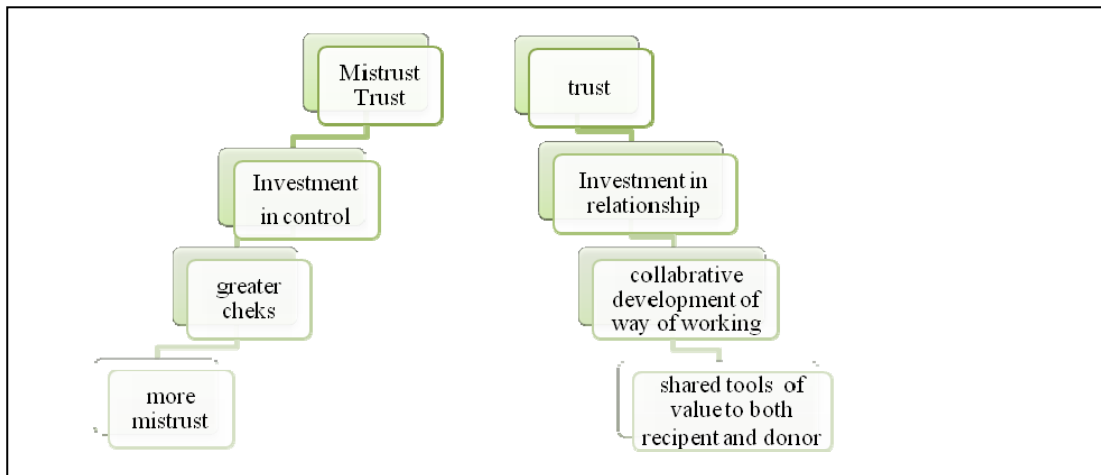 Mistrust
Trust
Investment
in control
greater
cheks
more
mistrust
trust
Investment in
relationship
collabrative
development of
way of working
shared tools of
value to both
recipent and donor